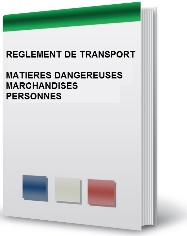 REGLEMENT DE TRANSPORT
MATIERES DANGEREUSES
MARCHANDISES
PERSONNES